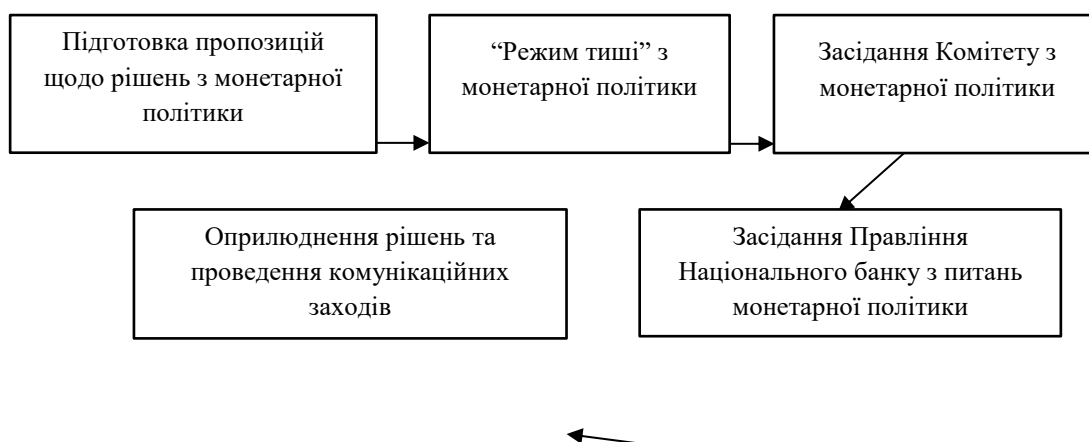 Підготовка пропозицій
щодо рішень з монетарної
політики
“Режим тиші” з
монетарної політики
Засідання Комітету з
монетарної політики
Засідання Правління
Національного банку з питань
монетарної політики
Оприлюднення рішень та
проведення комунікаційних
заходів